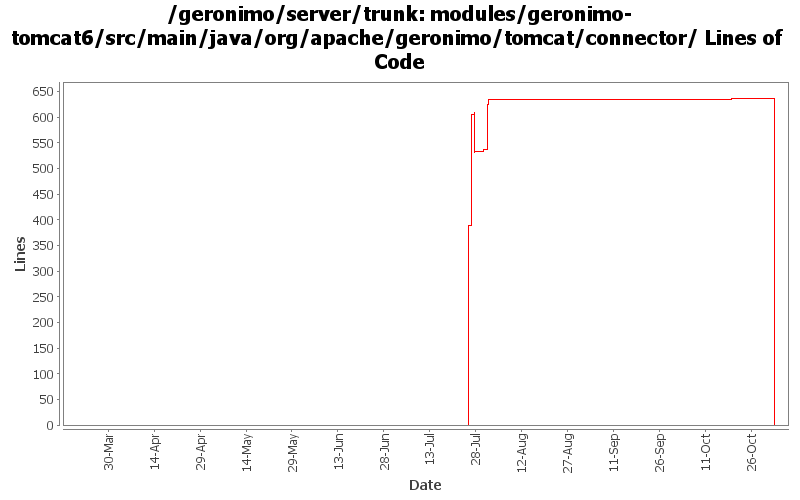 /geronimo/server/trunk: modules/geronimo-
tomcat6/src/main/java/org/apache/geronimo/tomcat/connector/ Lines of
Code
650
600
550
500
450
400
350
300
250
200
150
100
50
0
Lines
30-Mar
14-Apr
29-Apr
14-May
29-May
13-Jun
28-Jun
13-Jul
28-Jul
12-Aug
27-Aug
11-Sep
26-Sep
11-Oct
26-Oct
Date